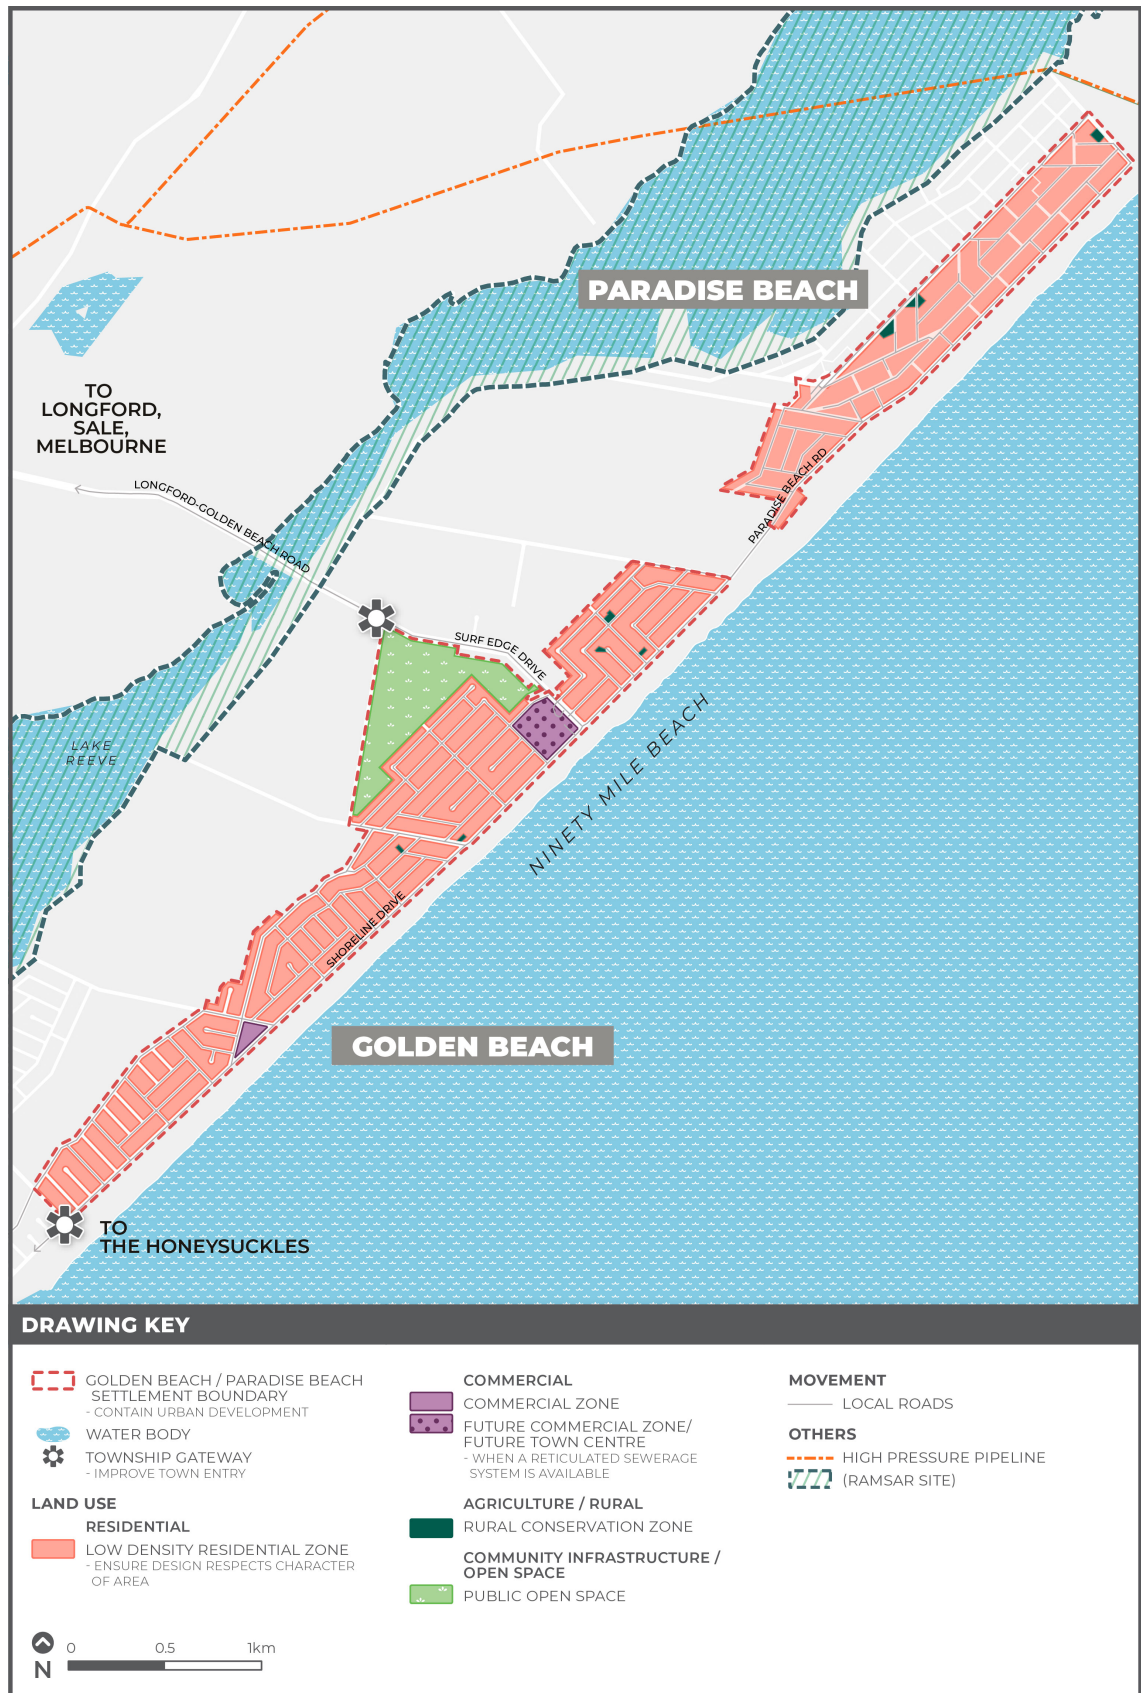 PARADISE BEACH
TO
LONGFORD,
SALE,
MELBOURNE
LONGFORD-GOLDEN BEACH ROAD
PARADISE BEACH RD
SURF EDGE DRIVE
LAKE
REEVE
NINETY MILE BEACH
SHORELINE DRIVE
GOLDEN BEACH
TO
THE HONEYSUCKLES
DRAWING KEY
GOLDEN BEACH / PARADISE BEACH
SETTLEMENT BOUNDARY
- CONTAIN URBAN DEVELOPMENT
WATER BODY
TOWNSHIP GATEWAY
- IMPROVE TOWN ENTRY
LAND USE
RESIDENTIAL
LOW DENSITY RESIDENTIAL ZONE
- ENSURE DESIGN RESPECTS CHARACTER
OF AREA
COMMERCIAL
COMMERCIAL ZONE
FUTURE COMMERCIAL ZONE/
FUTURE TOWN CENTRE
- WHEN A RETICULATED SEWERAGE
SYSTEM IS AVAILABLE
AGRICULTURE / RURAL
RURAL CONSERVATION ZONE
COMMUNITY INFRASTRUCTURE /
OPEN SPACE
PUBLIC OPEN SPACE
MOVEMENT
LOCAL ROADS
OTHERS
HIGH PRESSURE PIPELINE
(RAMSAR SITE)
N
0 0.5 1km